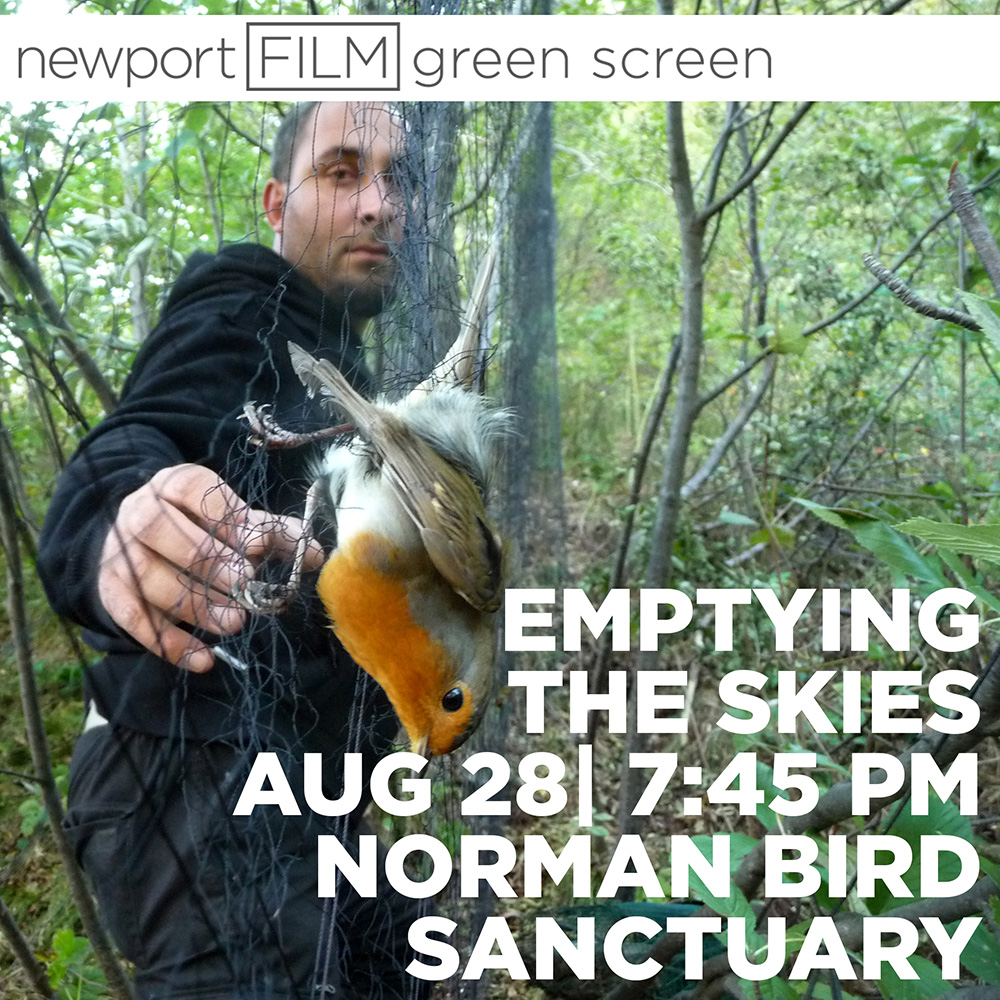 newport FILM green screen
EMPTYING
THE SKIES
AUG 28| 7:45 PM
NORMAN BIRD
SANCTUARY